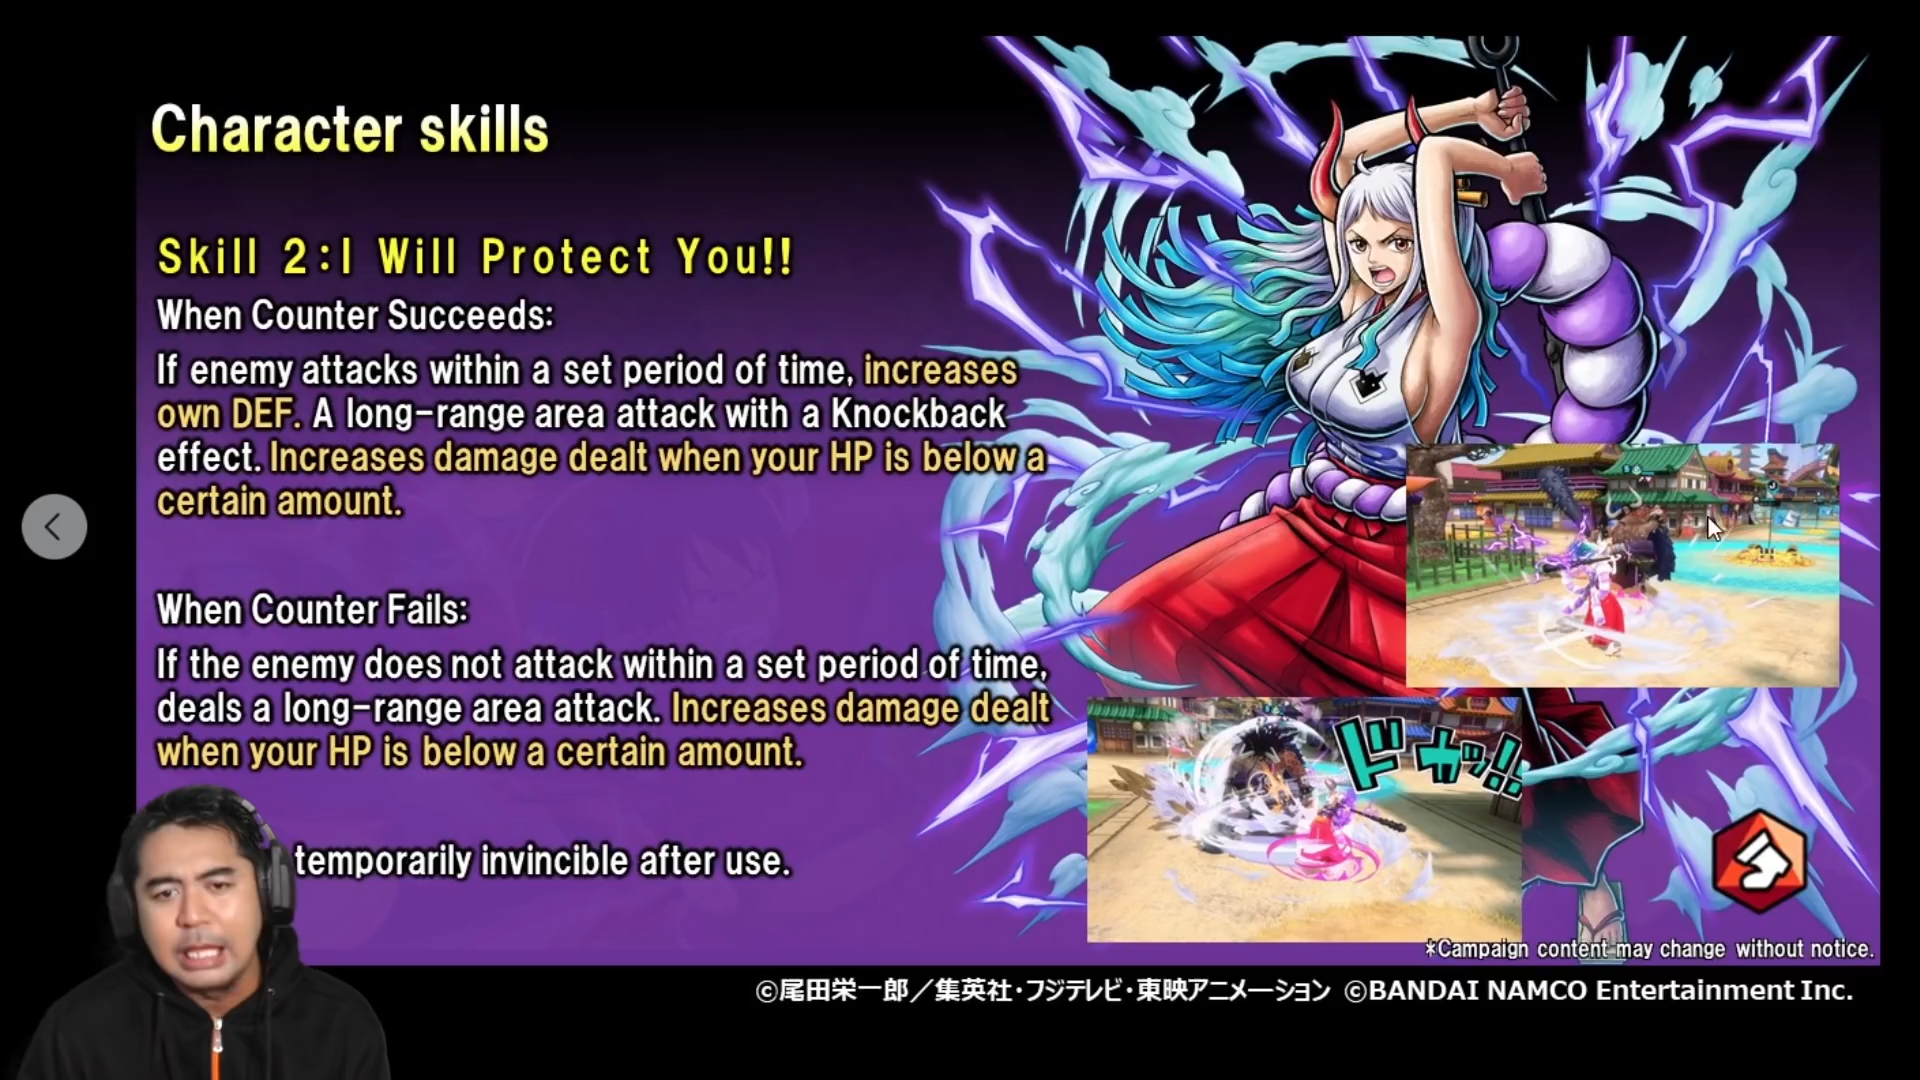 Character skills
Skill 2:I Will Protect You!!
When Counter Succeeds:
If enemy attacks within a set period of time, increases
own DEF. A long-range area attack with a Knockback
effect. Increases damage dealt when your HP is below a
certain amount.
When Counter Fails:
If the enemy does not attack within a set period of time,
deals a long-range area attack. Increases damage dealt
when your HP is below a certain amount.
temporarily invincible after use.
ドカッ!!
*Campaign content may change without notice.
©尾田栄一郎／集英社・フジテレビ・東映アニメーション ©BANDAI NAMCO Entertainment Inc.